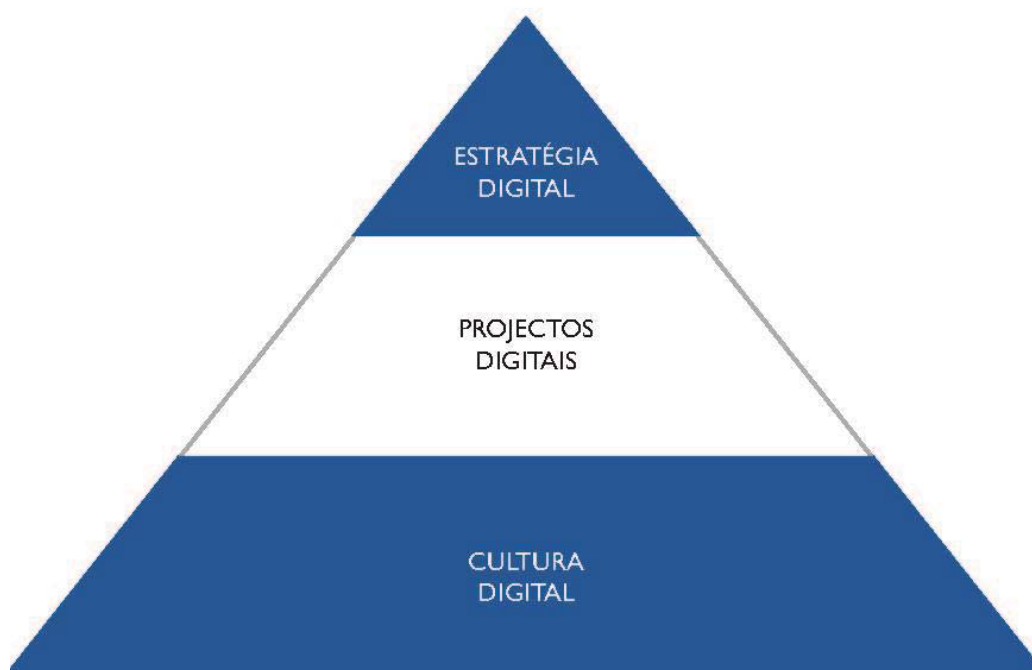 ESTRATÉGIA
DIGITAL
PROJECTOS
DIGITAIS
CULTURA
DIGITAL